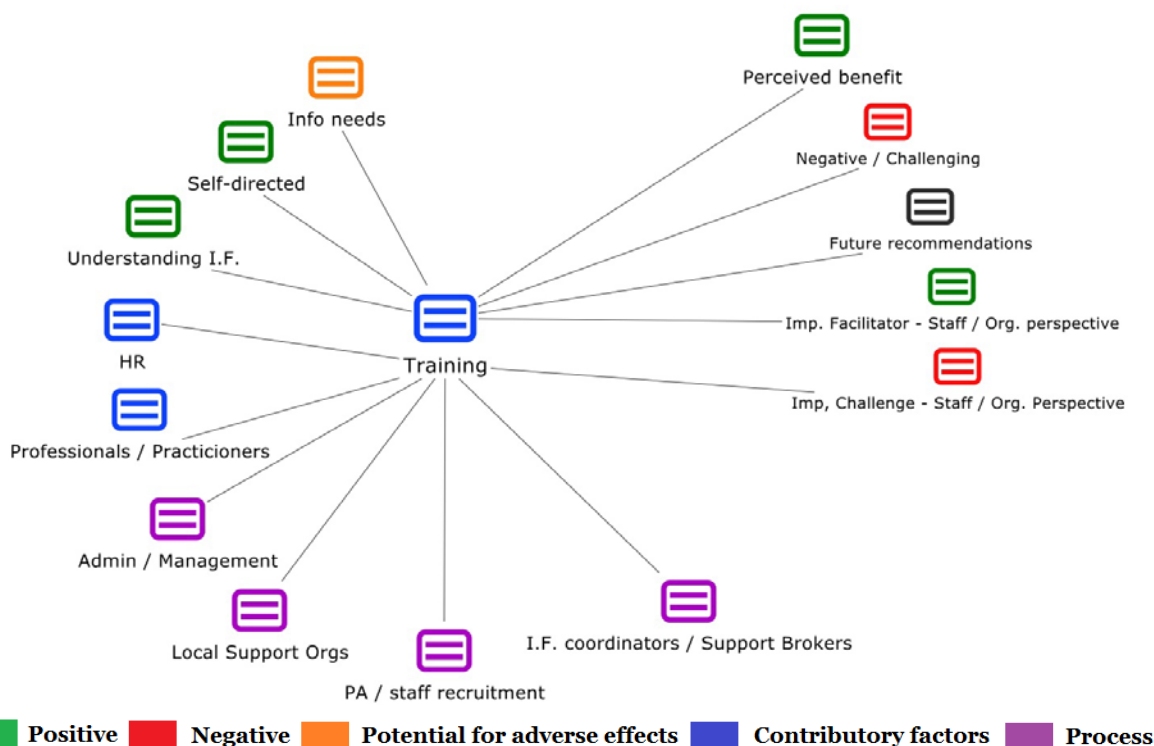 Perceived benefit
Info needs
Negative / Challenging
Self-directed
Future recommendations
Understanding I.F.
Imp. Facilitator - Staff / Org. perspective
HR
Training
Imp, Challenge - Staff / Org. Perspective
Professionals / Practicioners
Admin / Management
I.F. coordinators / Support Brokers
Local Support Orgs
PA / staff recruitment
Positive Negative Potential for adverse effects Contributory factors Process